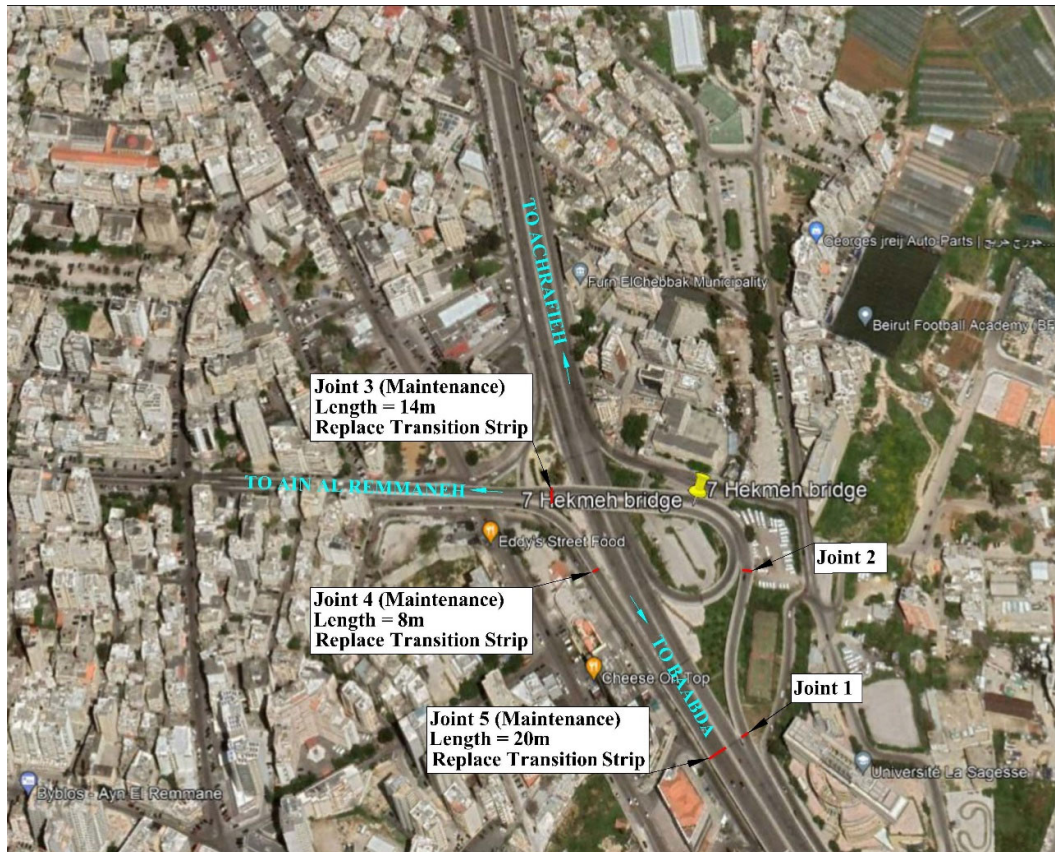 TO ACHRAFIEH
Georges jreij Auto Parts | جورج جريج...
Furn ElChebbak Municipality
Beirut Football Academy (BF
Joint 3 (Maintenance)
Length = 14m
Replace Transition Strip
TO AIN AL REMMANEH
7 Hekmeh bridge
7 Hekmeh bridge
Eddy's Street Food
Joint 2
Joint 4 (Maintenance)
Length = 8m
Replace Transition Strip
TO BAABDA
Cheese On Top
Joint 1
Joint 5 (Maintenance)
Length = 20m
Replace Transition Strip
Université La Sagesse
Byblos - Ayn El Remmane